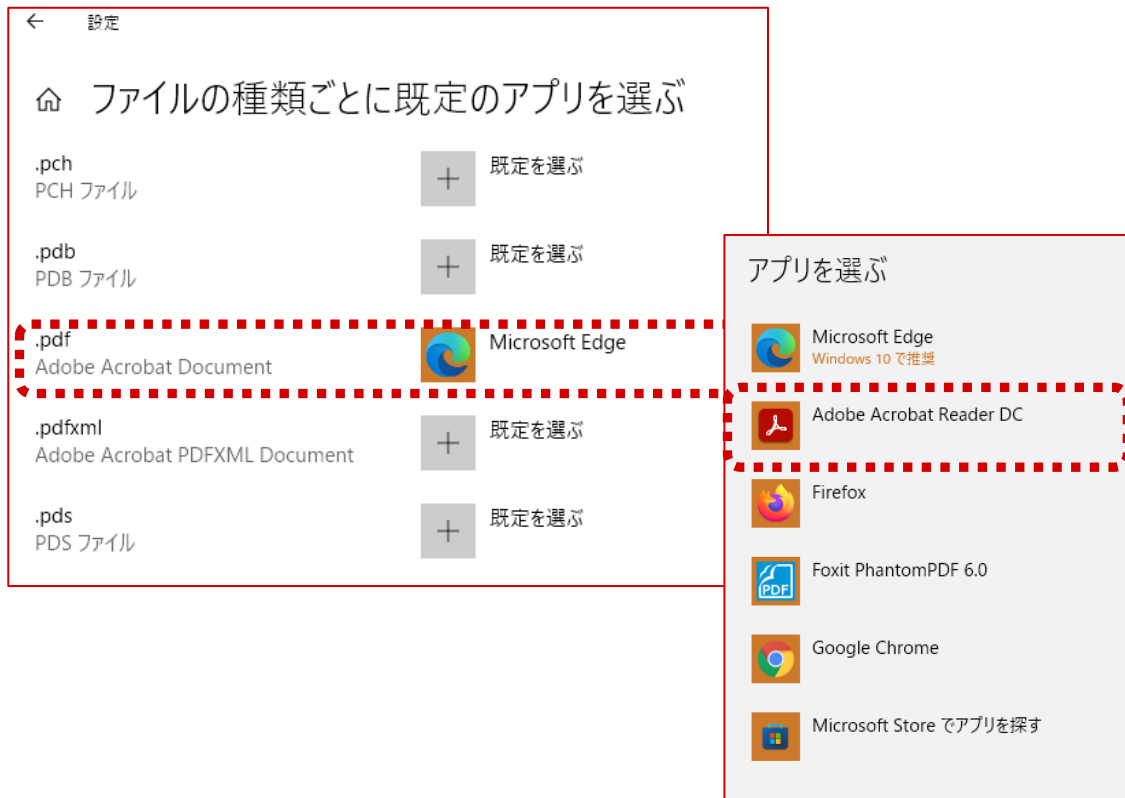 設定
ファイルの種類ごとに既定のアプリを選ぶ
.pch
PCH ファイル
既定を選ぶ
.pdb
PDB ファイル
既定を選ぶ
.pdf
Adobe Acrobat Document
Microsoft Edge
.pdfxml
Adobe Acrobat PDFXML Document
既定を選ぶ
.pds
PDS ファイル
既定を選ぶ
アプリを選ぶ
Microsoft Edge
Windows 10 で推奨
Adobe Acrobat Reader DC
Firefox
PDF
Foxit PhantomPDF 6.0
Google Chrome
Microsoft Store でアプリを探す